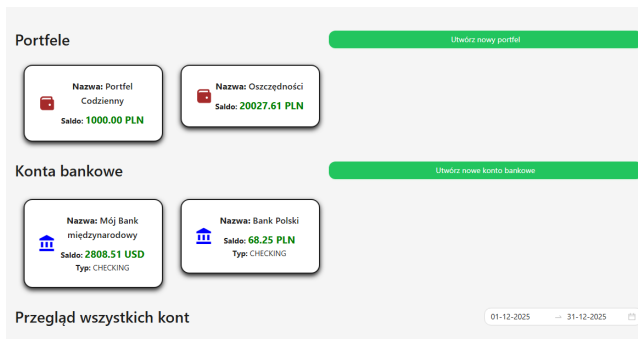 Portfele
Utwórz nowy portfel
Nazwa: Portfel
Codzienny
Saldo: 1000.00 PLN
Nazwa: Oszczędności
Saldo: 20027.61 PLN
Konta bankowe
Utwórz nowe konto bankowe
Nazwa: Mój Bank
międzynarodowy
Saldo: 2808.51 USD
Typ: CHECKING
Nazwa: Bank Polski
Saldo: 68.25 PLN
Typ: CHECKING
Przegląd wszystkich kont
01-12-2025 → 31-12-2025